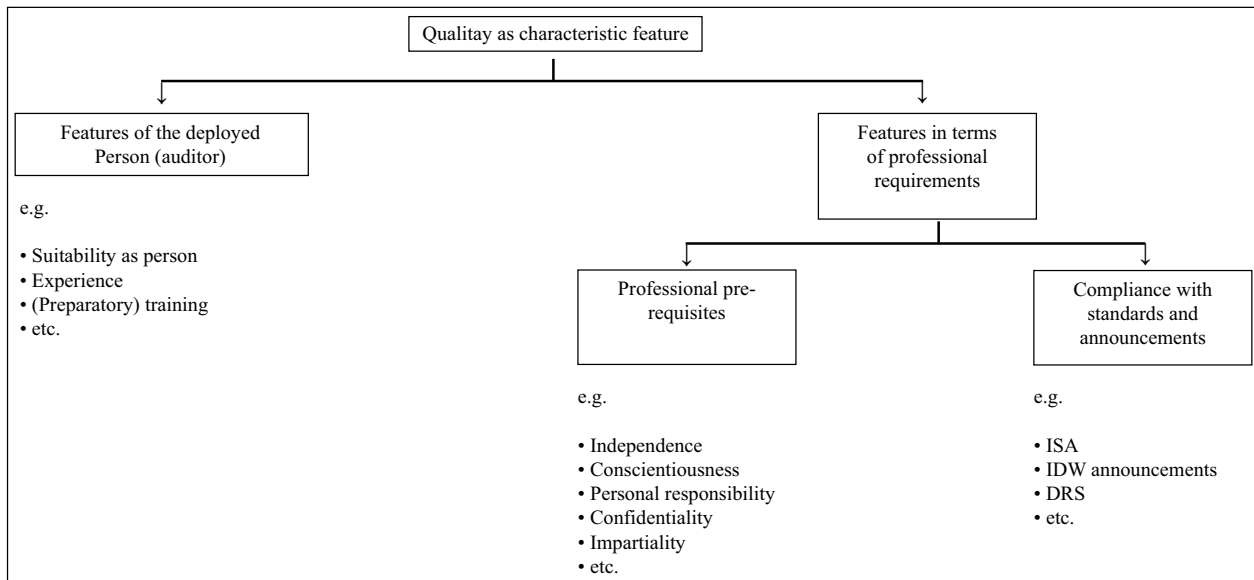 Qualitay as characteristic feature
Features of the deployed
Person (auditor)
e.g.
• Suitability as person
• Experience
• (Preparatory) training
• etc.
Features in terms
of professional
requirements
Professional pre-
requisites
e.g.
• Independence
• Conscientiousness
• Personal responsibility
• Confidentiality
• Impartiality
• etc.
Compliance with
standards and
announcements
e.g.
• ISA
• IDW announcements
• DRS
• etc.